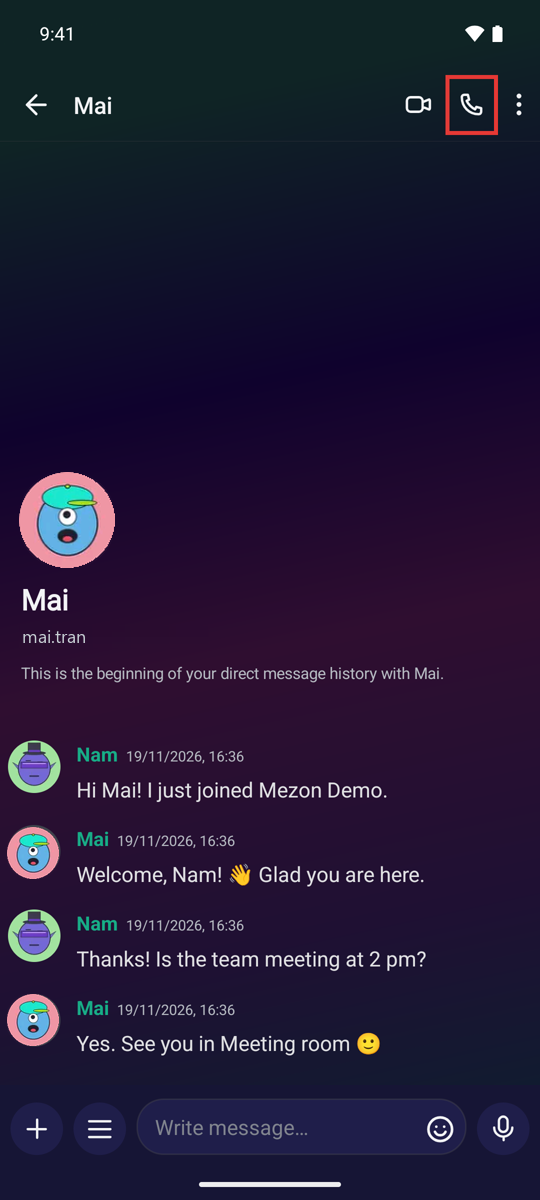 9:41
Mai
Mai
mai.tran
This is the beginning of your direct message history with Mai.
Nam 19/11/2026, 16:36
Hi Mai! I just joined Mezon Demo.
Mai 19/11/2026, 16:36
Welcome, Nam! 👋 Glad you are here.
Nam 19/11/2026, 16:36
Thanks! Is the team meeting at 2 pm?
Mai 19/11/2026, 16:36
Yes. See you in Meeting room 🙂
Write message...